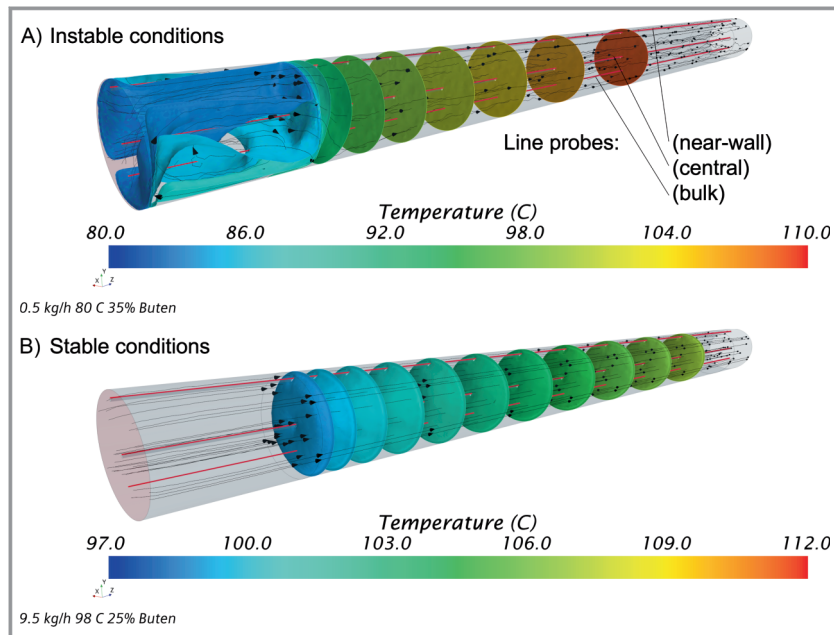 A) Instable conditions
Line probes: (near-wall)
(central)
(bulk)
Temperature (C)
80.0 86.0 92.0 98.0 104.0 110.0
Y
X Z
0.5 kg/h 80 C 35% Buten
B) Stable conditions
Temperature (C)
97.0 100.0 103.0 106.0 109.0 112.0
Y
X Z
9.5 kg/h 98 C 25% Buten